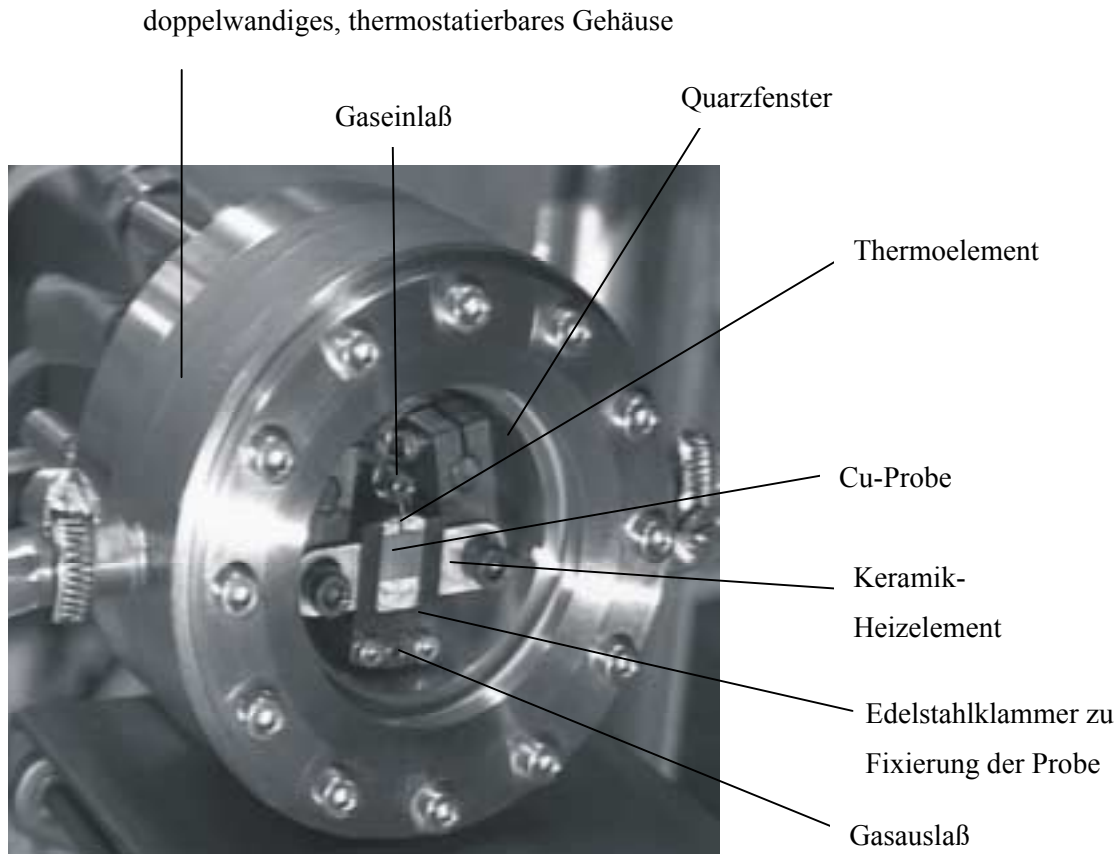 doppelwandiges, thermostatierbares Gehäuse
Quarzfenster
Gaseinlaß
Thermoelement
Cu-Probe
Keramik-
Heizelement
Edelstahlklammer zu
Fixierung der Probe
Gasauslaß